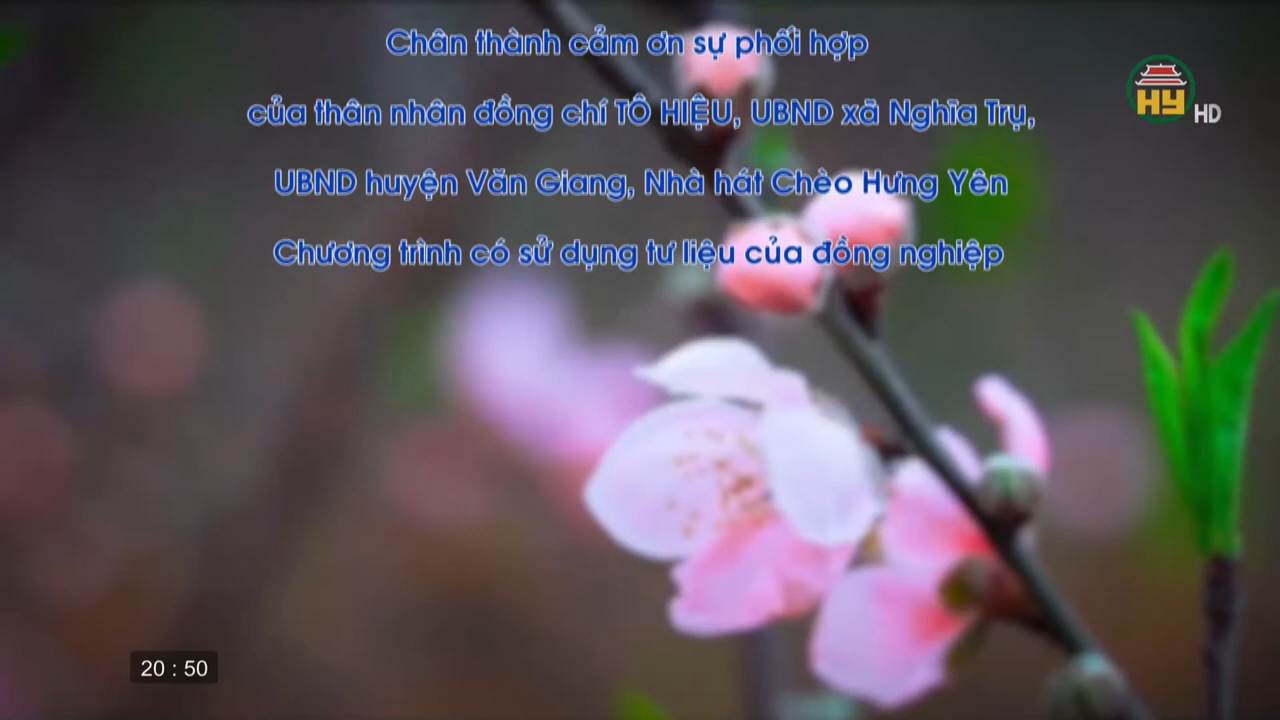 Chân thành cảm ơn sự phối hợp
của thân nhân đồng chí TÔ HIỆU, UBND xã Nghĩa Trụ,
UBND huyện Văn Giang, Nhà hát Chèo Hưng Yên
Chương trình có sử dụng tư liệu của đồng nghiệp
HY HD
20 : 50